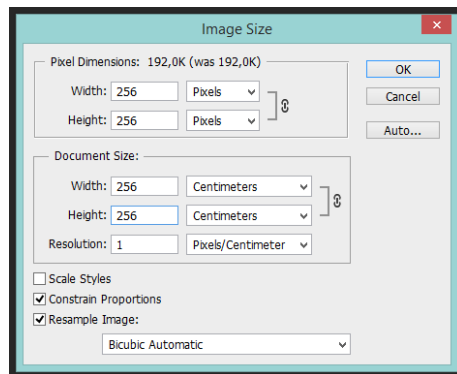 Image Size
Pixel Dimensions: 192,0K (was 192,0K)
OK
Width: 256 Pixels
Cancel
Height: 256 Pixels
Auto...
Document Size:
Width: 256 Centimeters
Height: 256 Centimeters
Resolution: 1 Pixels/Centimeter
Scale Styles
Constrain Proportions
Resample Image:
Bicubic Automatic